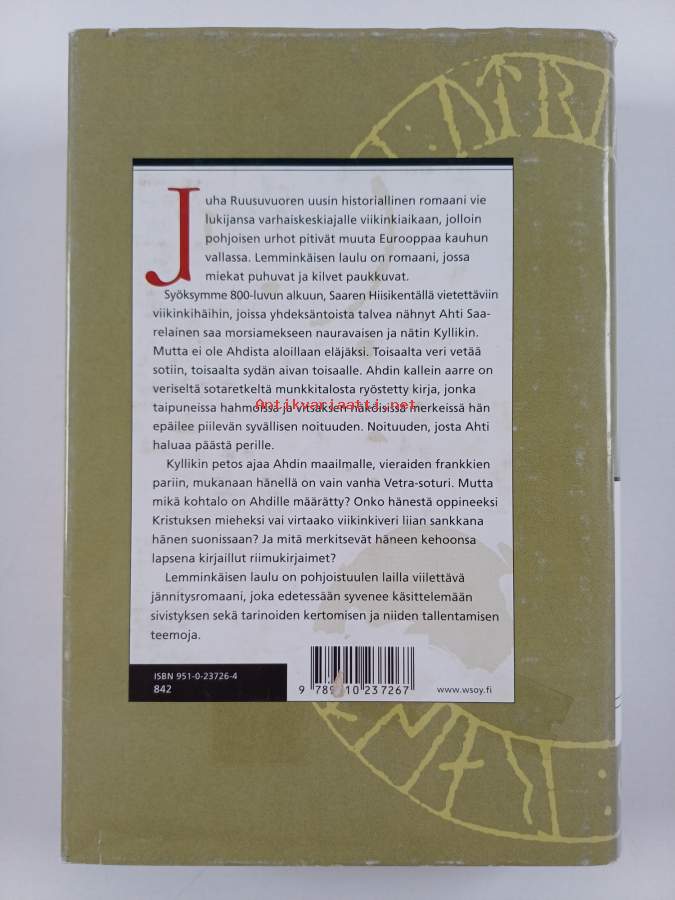 Juha Ruusuvuoren uusin historiallinen romaani vie
lukijansa varhaiskeskiajalle viikinkiaikaan, jolloin
pohjoisen urhot pitivät muuta Eurooppaa kauhun
vallassa. Lemminkäisen laulu on romaani, jossa
miekat puhuvat ja kilvet paukkuvat.
Syöksymme 800-luvun alkuun, Saaren Hiisikentällä vietettäviin
viikinkihäihin, joissa yhdeksäntoista talvea nähnyt Ahti Saa-
relainen saa morsiamekseen nauravaisen ja nätin Kyllikin.
Mutta ei ole Ahdista aloillaan eläjäksi. Toisaalta veri vetää
sotiin, toisaalta sydän aivan toisaalle. Ahdin kallein aarre on
veriseltä sotaretkeltä munkkitalosta ryöstetty kirja, jonka
taipuneissa hahmoissa ja vitsaksen näköisissä merkeissä hän
Antikvariaatti.net
epäilee piilevän syvällisen noituuden. Noituuden, josta Ahti
haluaa päästä perille.
Kyllikin petos ajaa Ahdin maailmalle, vieraiden frankkien
pariin, mukanaan hänellä on vain vanha Vetra-soturi. Mutta
mikä kohtalo on Ahdille määrätty? Onko hänestä oppineeksi
Kristuksen mieheksi vai virtaako viikinkiveri liian sankkana
hänen suonissaan? Ja mitä merkitsevät häneen kehoonsa
lapsena kirjaillut riimukirjaimet?
Lemminkäisen laulu on pohjoistuulen lailla viilettävä
jännitysromaani, joka edetessään syvenee käsittelemään
sivistyksen sekä tarinoiden kertomisen ja niiden tallentamisen
teemoja.
ISBN 951-0-23726-4
842
9 789510 237267
www.wsoy.fi